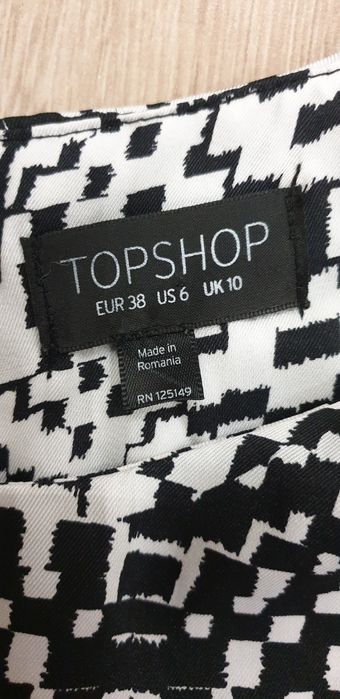 TOPSHOP
EUR 38 US 6 UK 10
Made in
Romania
RN 125149